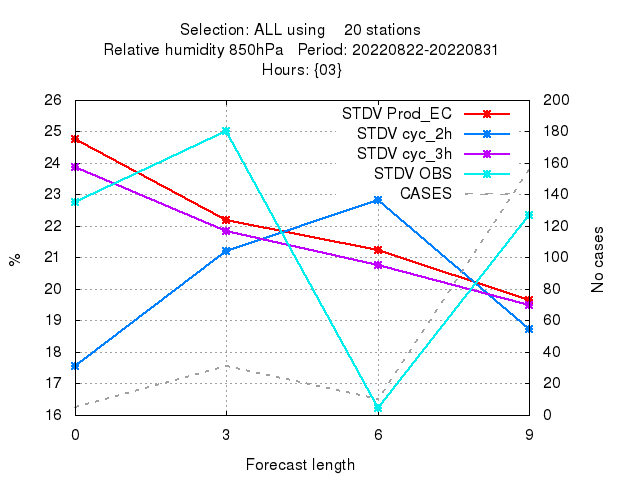 Selection: ALL using    20 stations
Relative humidity 850hPa   Period: 20220822-20220831
Hours: {03}
26 200
STDV Prod_EC
25 180
STDV cyc_2h
24 160
STDV cyc_3h
STDV OBS
23 140
CASES
22 120
21 100
20 80
19 60
18 40
17 20
16 0
%
No cases
0 3 6 9
Forecast length